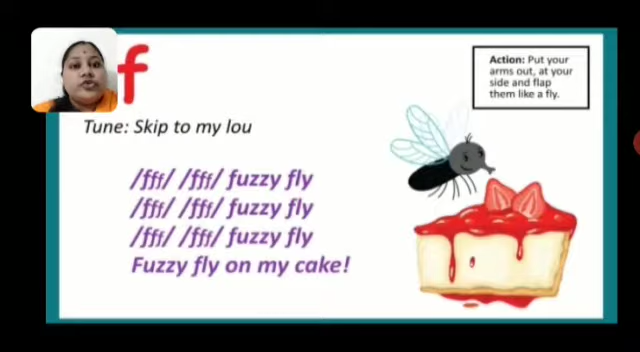 f
Action: Put your
arms out, at your
side and flap
them like a fly.
Tune: Skip to my lou
/fff/ /fff/ fuzzy fly
/fff/ /fff/ fuzzy fly
/fff/ /fff/ fuzzy fly
Fuzzy fly on my cake!